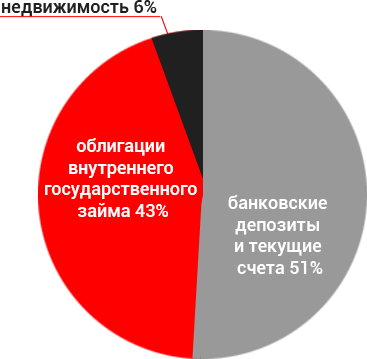 недвижимость 6%
облигации
внутреннего
государственного
займа 43%
банковские
депозиты
и текущие
счета 51%